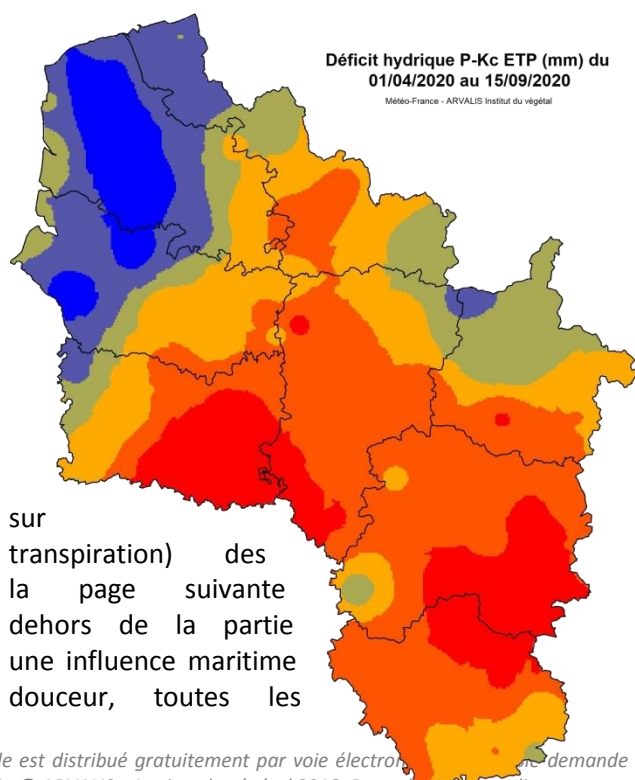 Déficit hydrique P-Kc ETP (mm) du
01/04/2020 au 15/09/2020
Météo-France - ARVALIS Institut du végétal
sur
transpiration) des
la page suivante
dehors de la partie
une influence maritime
douceur, toutes les
est distribué gratuitement par voie demande